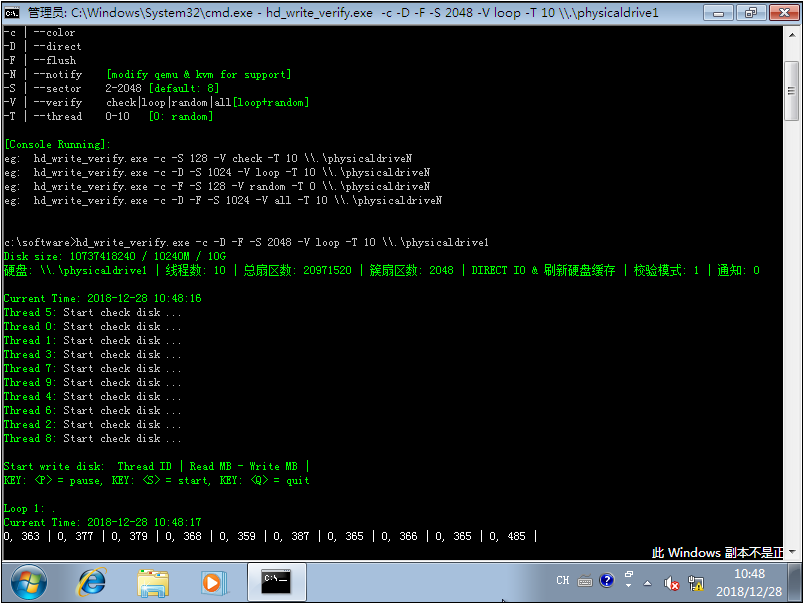 管理员: C:\Windows\System32\cmd.exe - hd_write_verify.exe -c -D -F -S 2048 -V loop -T 10 \\.\physicaldrive1
-c | --color
-D | --direct
-F | --flush
-N | --notify [modify qemu & kvm for support]
-S | --sector 2-2048 [default: 8]
-V | --verify check|loop|random|all[loop+random]
-T | --thread 0-10 [0: random]
[Console Running]:
eg: hd_write_verify.exe -c -S 128 -V check -T 10 \\.\physicaldriveN
eg: hd_write_verify.exe -c -D -S 1024 -V loop -T 10 \\.\physicaldriveN
eg: hd_write_verify.exe -c -F -S 128 -V random -T 0 \\.\physicaldriveN
eg: hd_write_verify.exe -c -D -F -S 1024 -V all -T 10 \\.\physicaldriveN
c:\software>hd_write_verify.exe -c -D -F -S 2048 -V loop -T 10 \\.\physicaldrive1
Disk size: 10737418240 / 10240M / 10G
硬盘: \\.\physicaldrive1 | 线程数: 10 | 总扇区数: 20971520 | 簇扇区数: 2048 | DIRECT IO & 刷新硬盘缓存 | 校验模式: 1 | 通知: 0
Current Time: 2018-12-28 10:48:16
Thread 5: Start check disk ...
Thread 0: Start check disk ...
Thread 1: Start check disk ...
Thread 3: Start check disk ...
Thread 7: Start check disk ...
Thread 9: Start check disk ...
Thread 4: Start check disk ...
Thread 6: Start check disk ...
Thread 2: Start check disk ...
Thread 8: Start check disk ...
Start write disk: Thread ID | Read MB - Write MB |
KEY: <P> = pause, KEY: <S> = start, KEY: <Q> = quit
Loop 1: .
Current Time: 2018-12-28 10:48:17
0, 363 | 0, 377 | 0, 379 | 0, 368 | 0, 359 | 0, 387 | 0, 365 | 0, 366 | 0, 365 | 0, 485 |
此 Windows 副本不是正
CH
10:48
2018/12/28